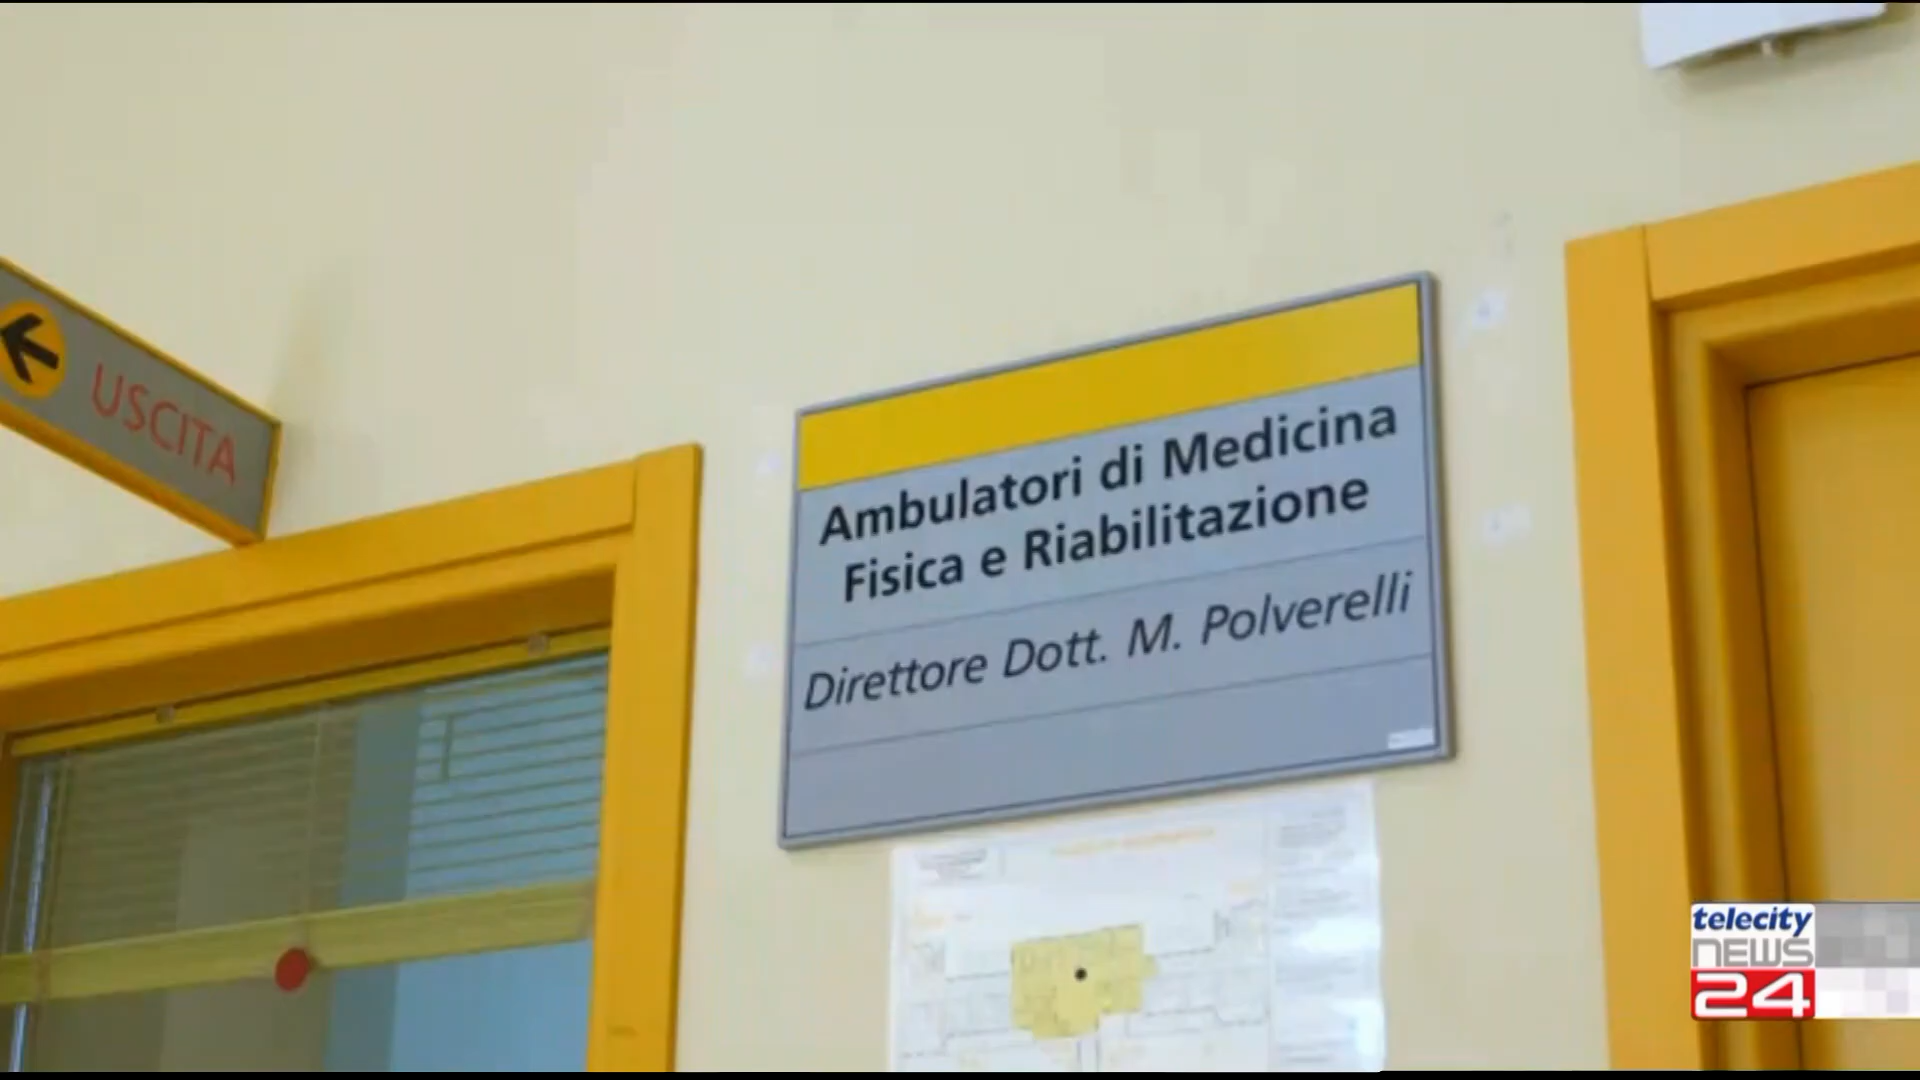 USCITA
Ambulatori di Medicina
Fisica e Riabilitazione
Direttore Dott. M. Polverelli
telecity
NEWS
24